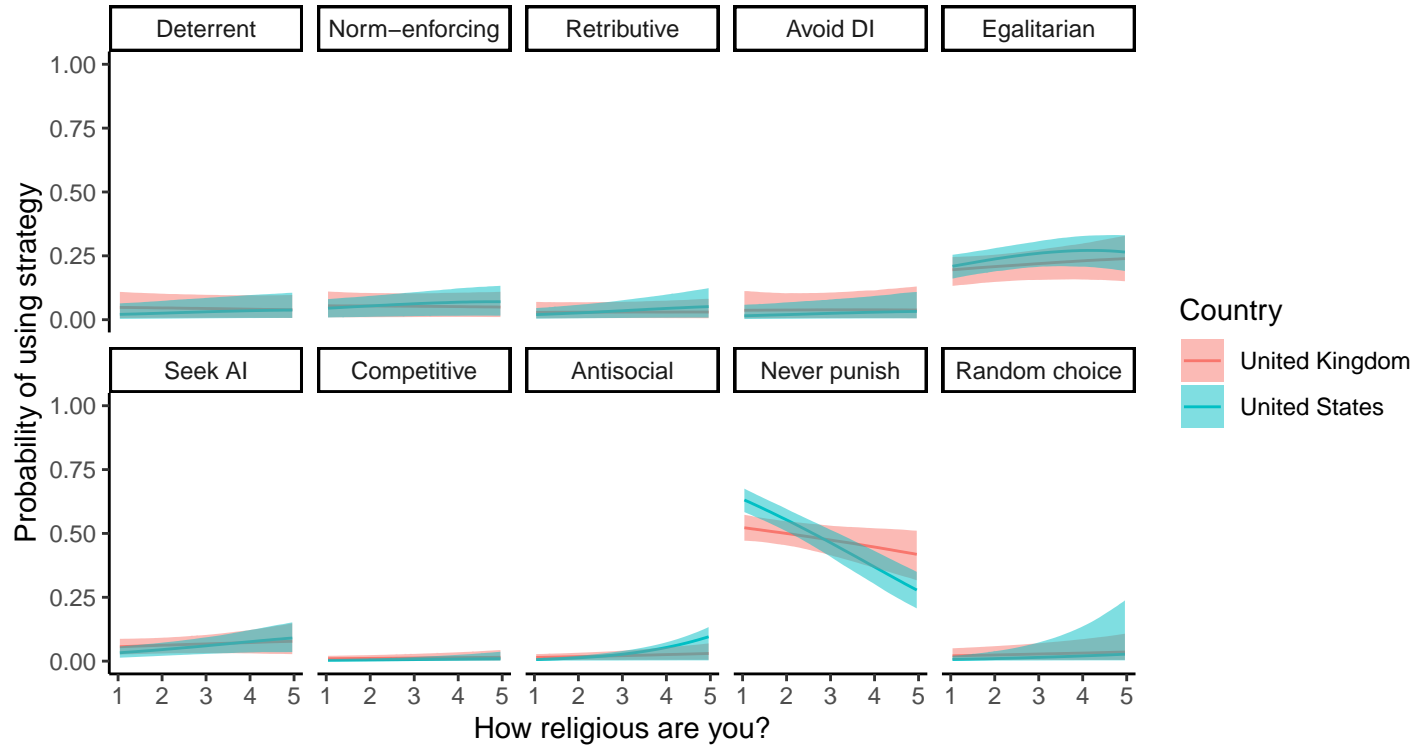 Deterrent Norm−enforcing Retributive Avoid DI Egalitarian
1.00
0.75
0.50
0.25
0.00
Seek AI Competitive Antisocial Never punish Random choice
1.00
0.75
0.50
0.25
0.00
1 2 3 4 5 1 2 3 4 5 1 2 3 4 5 1 2 3 4 5 1 2 3 4 5
How religious are you?
Probability of using strategy
Country
United Kingdom
United States